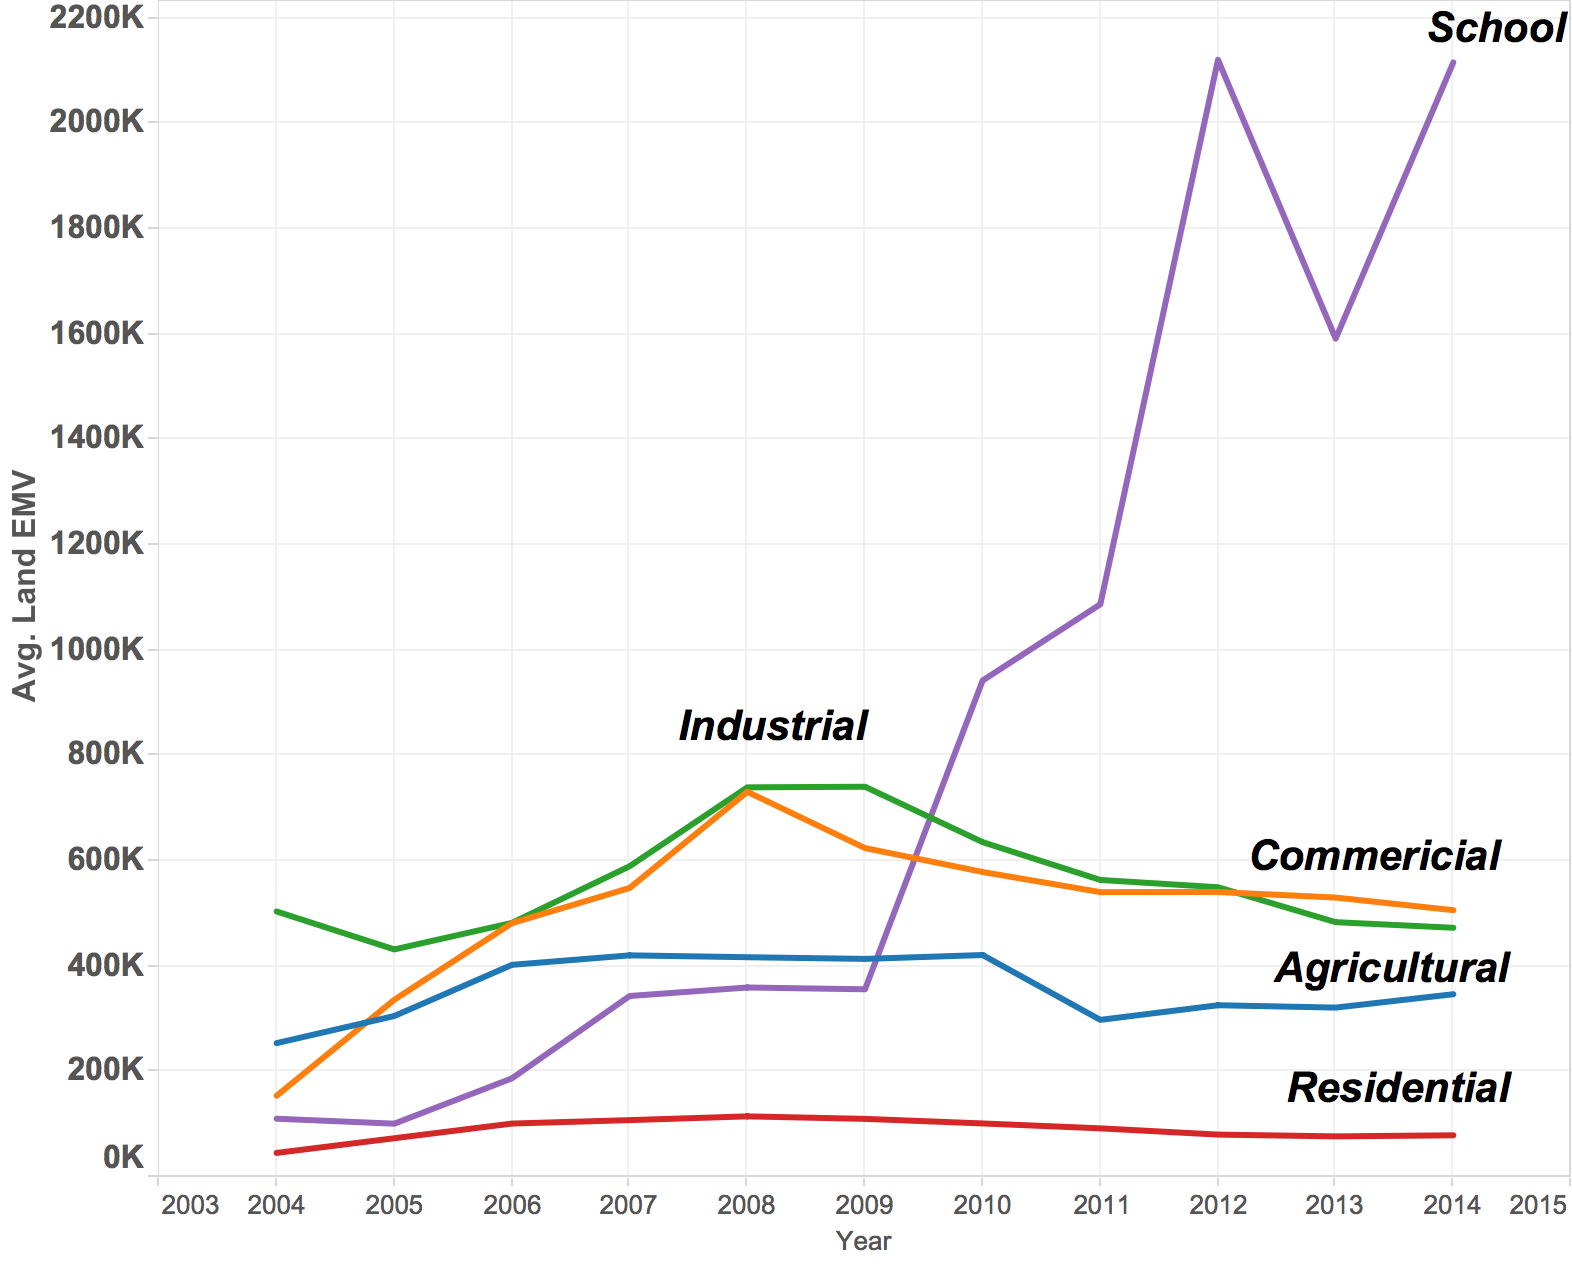 2200K
School
2000K
1800K
1600K
1400K
1200K
1000K
Avg. Land EMV
800K
Industrial
600K
Commericial
400K
Agricultural
200K
Residential
0K
2003 2004 2005 2006 2007 2008 2009 2010 2011 2012 2013 2014 2015
Year